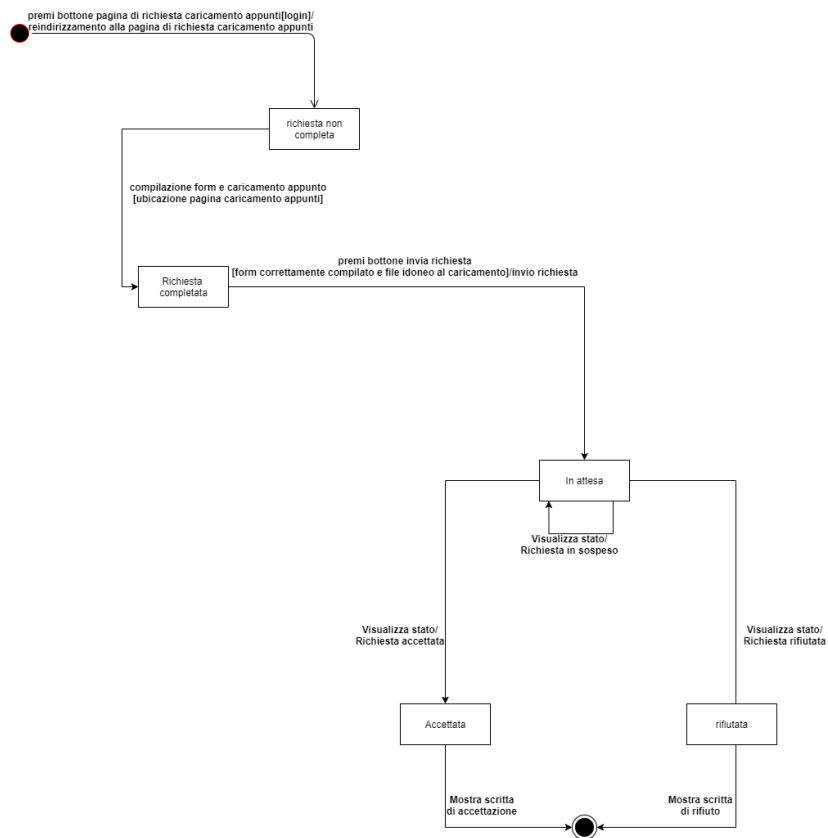 premi bottone pagina di richiesta caricamento appunti[login]/
reindirizzamento alla pagina di richiesta caricamento appunti
richiesta non
completa
compilazione form e caricamento appunto
[ubicazione pagina caricamento appunti]
premi bottone invia richiesta
[form correttamente compilato e file idoneo al caricamento]/invio richiesta
Richiesta
completata
In attesa
Visualizza stato/
Richiesta in sospeso
Visualizza stato/
Richiesta accettata
Visualizza stato/
Richiesta rifiutata
Accettata
rifiutata
Mostra scritta
di accettazione
Mostra scritta
di rifiuto